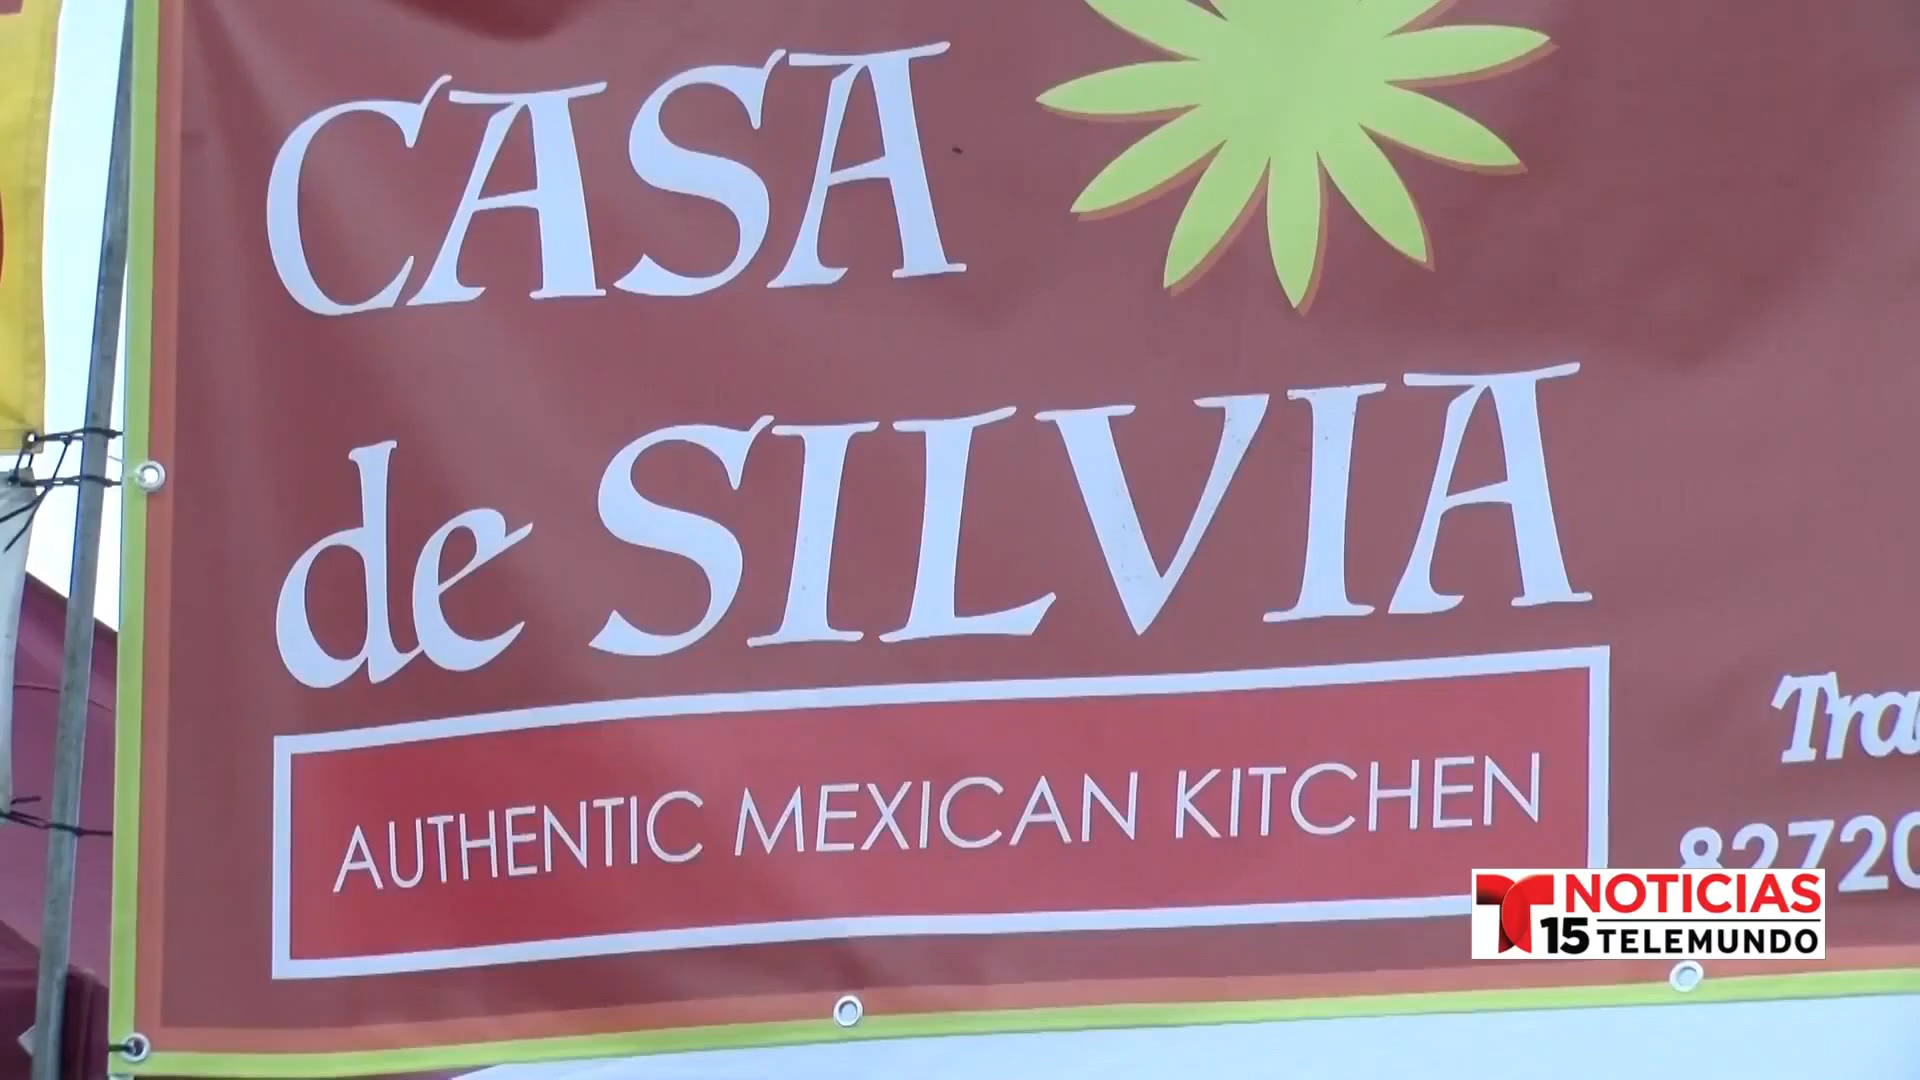 CASA
de SILVIA
AUTHENTIC MEXICAN KITCHEN
NOTICIAS
15 TELEMUNDO